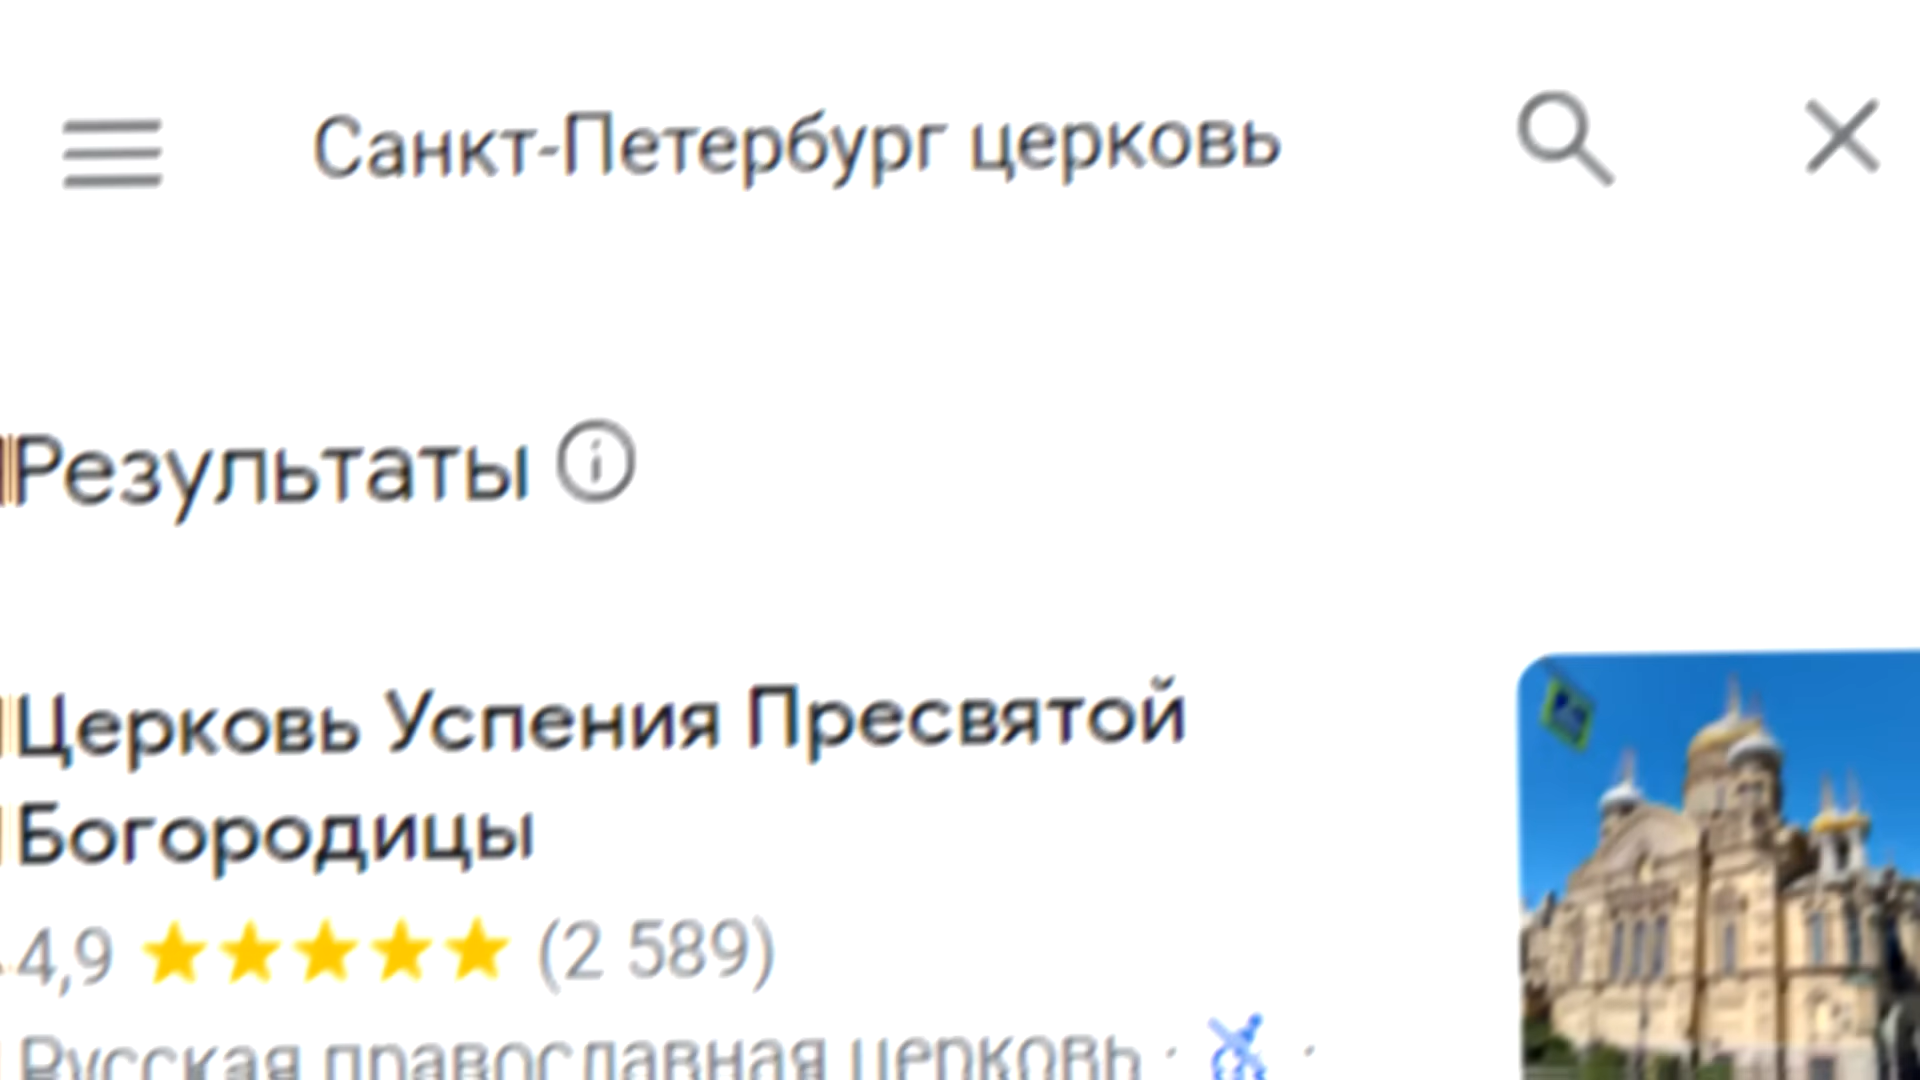 Санкт-Петербург церковь
Результаты
Церковь Успения Пресвятой
Богородицы
4,9 (2 589)
Русская православная церковь · ·